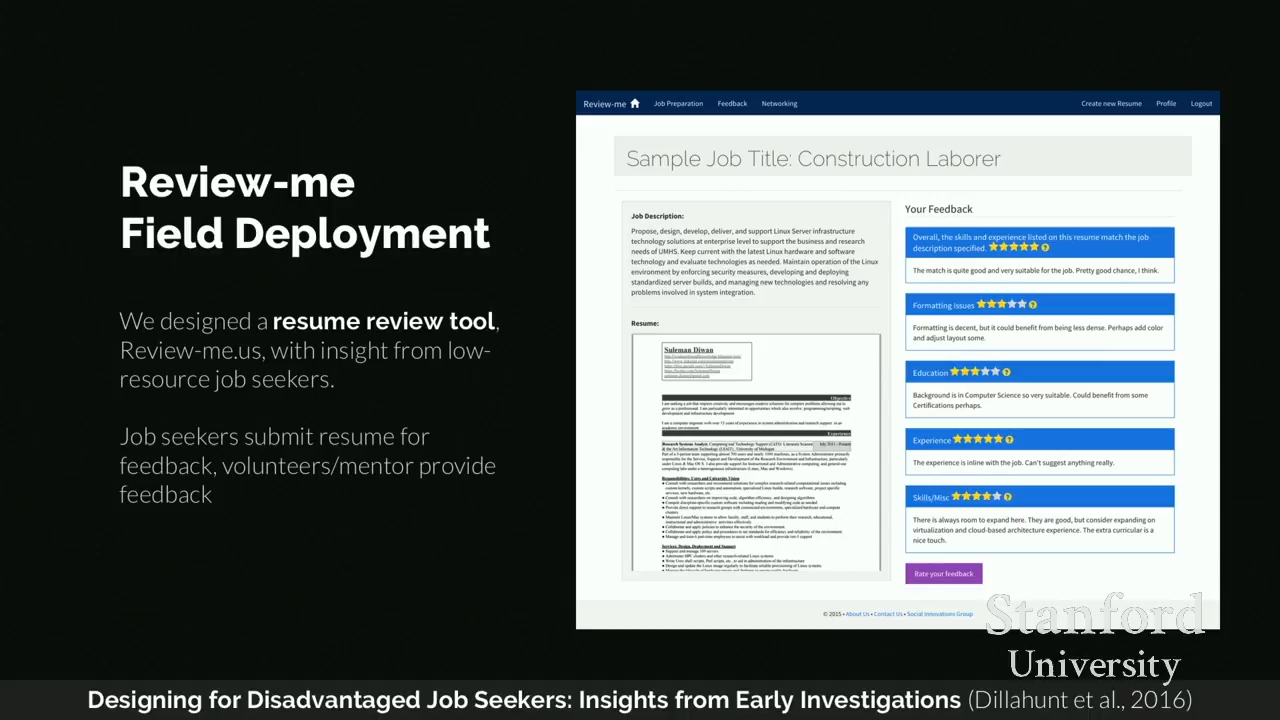 Review-me
Field Deployment
We designed a resume review tool,
Review-me.us, with insight from low-
resource job seekers.
Job seekers submit resume for
feedback, volunteers/mentor provide
feedback
Review-me Job Preparation Feedback Networking Create new Resume Profile Logout
Sample Job Title: Construction Laborer
Job Description:
Propose, design, develop, deliver, and support Linux Server infrastructure
technology solutions at enterprise level to support the business and research
needs of UMHS. Keep current with the latest Linux hardware and software
technology and evaluate technologies as needed. Maintain operation of the Linux
environment by enforcing security measures, developing and deploying
standardized server builds, and managing new technologies and resolving any
problems involved in system integration.
Resume:
Suleman Diwan
Objective
Experience
Responsibilities: Unix and University Vision
Services: Design, Deployment and Support
Your Feedback
Overall, the skills and experience listed on this resume match the job
description specified.
The match is quite good and very suitable for the job. Pretty good chance, I think.
Formatting issues
Formatting is decent, but it could benefit from being less dense. Perhaps add color
and adjust layout some.
Education
Background is in Computer Science so very suitable. Could benefit from some
Certifications perhaps.
Experience
The experience is inline with the job. Can't suggest anything really.
Skills/Misc
There is always room to expand here. They are good, but consider expanding on
virtualization and cloud-based architecture experience. The extra curricular is a
nice touch.
Rate your feedback
© 2015 • About Us • Contact Us • Social Innovations Group
Stanford
University
Designing for Disadvantaged Job Seekers: Insights from Early Investigations (Dillahunt et al., 2016)